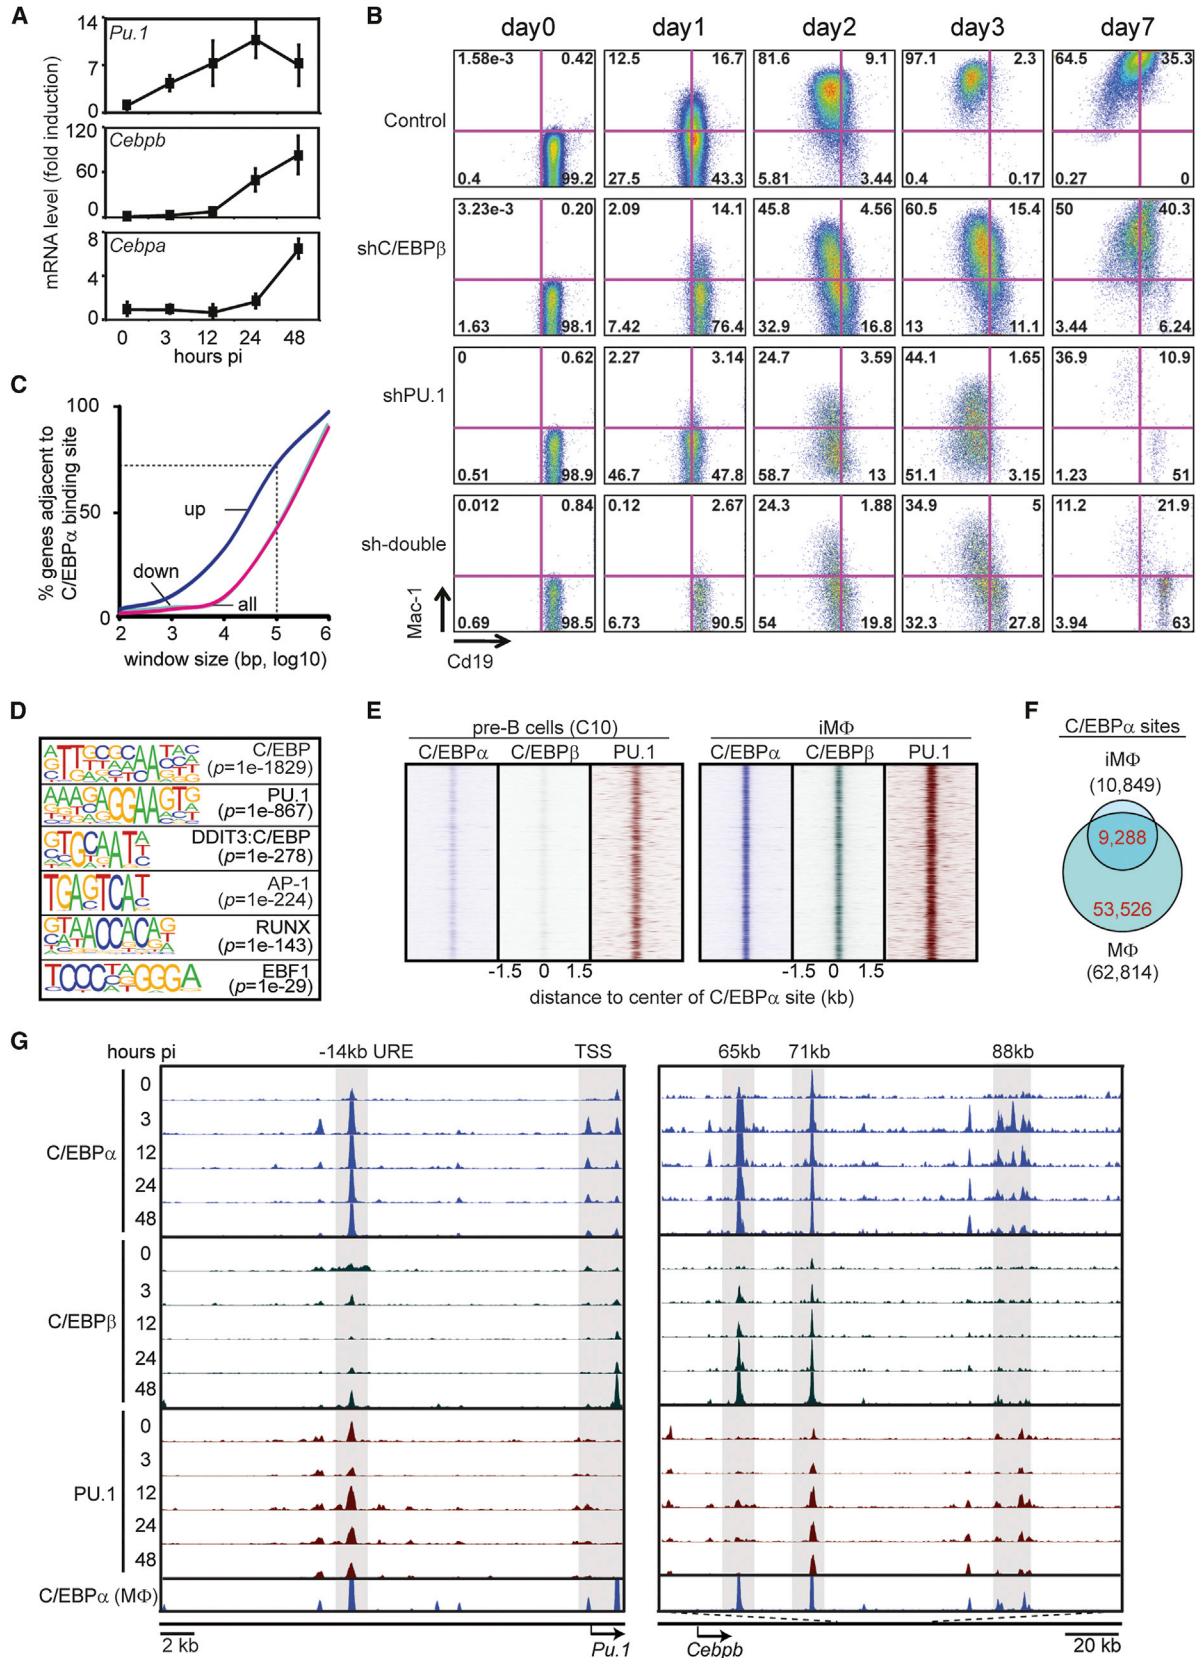 A
mRNA level (fold induction)
Pu.1
14
7
0
Cebpb
120
60
0
Cebpa
8
4
0
0 3 12 24 48
hours pi
B
day0 day1 day2 day3 day7
Control
1.58e-3 0.42 12.5 16.7 81.6 9.1 97.1 2.3 64.5 35.3
0.4 99.2 27.5 43.3 5.81 3.44 0.4 0.17 0.27 0
shC/EBPβ
3.23e-3 0.20 2.09 14.1 45.8 4.56 60.5 15.4 50 40.3
1.63 98.1 7.42 76.4 32.9 16.8 13 11.1 3.44 6.24
shPU.1
0 0.62 2.27 3.14 24.7 3.59 44.1 1.65 36.9 10.9
0.51 98.9 46.7 47.8 58.7 13 51.1 3.15 1.23 51
sh-double
0.012 0.84 0.12 2.67 24.3 1.88 34.9 5 11.2 21.9
0.69 98.5 6.73 90.5 54 19.8 32.3 27.8 3.94 63
Mac-1
Cd19
C
% genes adjacent to
C/EBPα binding site
100
50
0
up
down
all
2 3 4 5 6
window size (bp, log10)
D
C/EBP
(p=1e-1829)
PU.1
(p=1e-867)
DDIT3:C/EBP
(p=1e-278)
AP-1
(p=1e-224)
RUNX
(p=1e-143)
EBF1
(p=1e-29)
E
pre-B cells (C10) iMΦ
C/EBPα C/EBPβ PU.1 C/EBPα C/EBPβ PU.1
-1.5 0 1.5 -1.5 0 1.5
distance to center of C/EBPα site (kb)
F
C/EBPα sites
iMΦ
(10,849)
9,288
53,526
MΦ
(62,814)
G
hours pi -14kb URE TSS 65kb 71kb 88kb
C/EBPα
0
3
12
24
48
C/EBPβ
0
3
12
24
48
PU.1
0
3
12
24
48
C/EBPα (MΦ)
2 kb Pu.1 Cebpb 20 kb